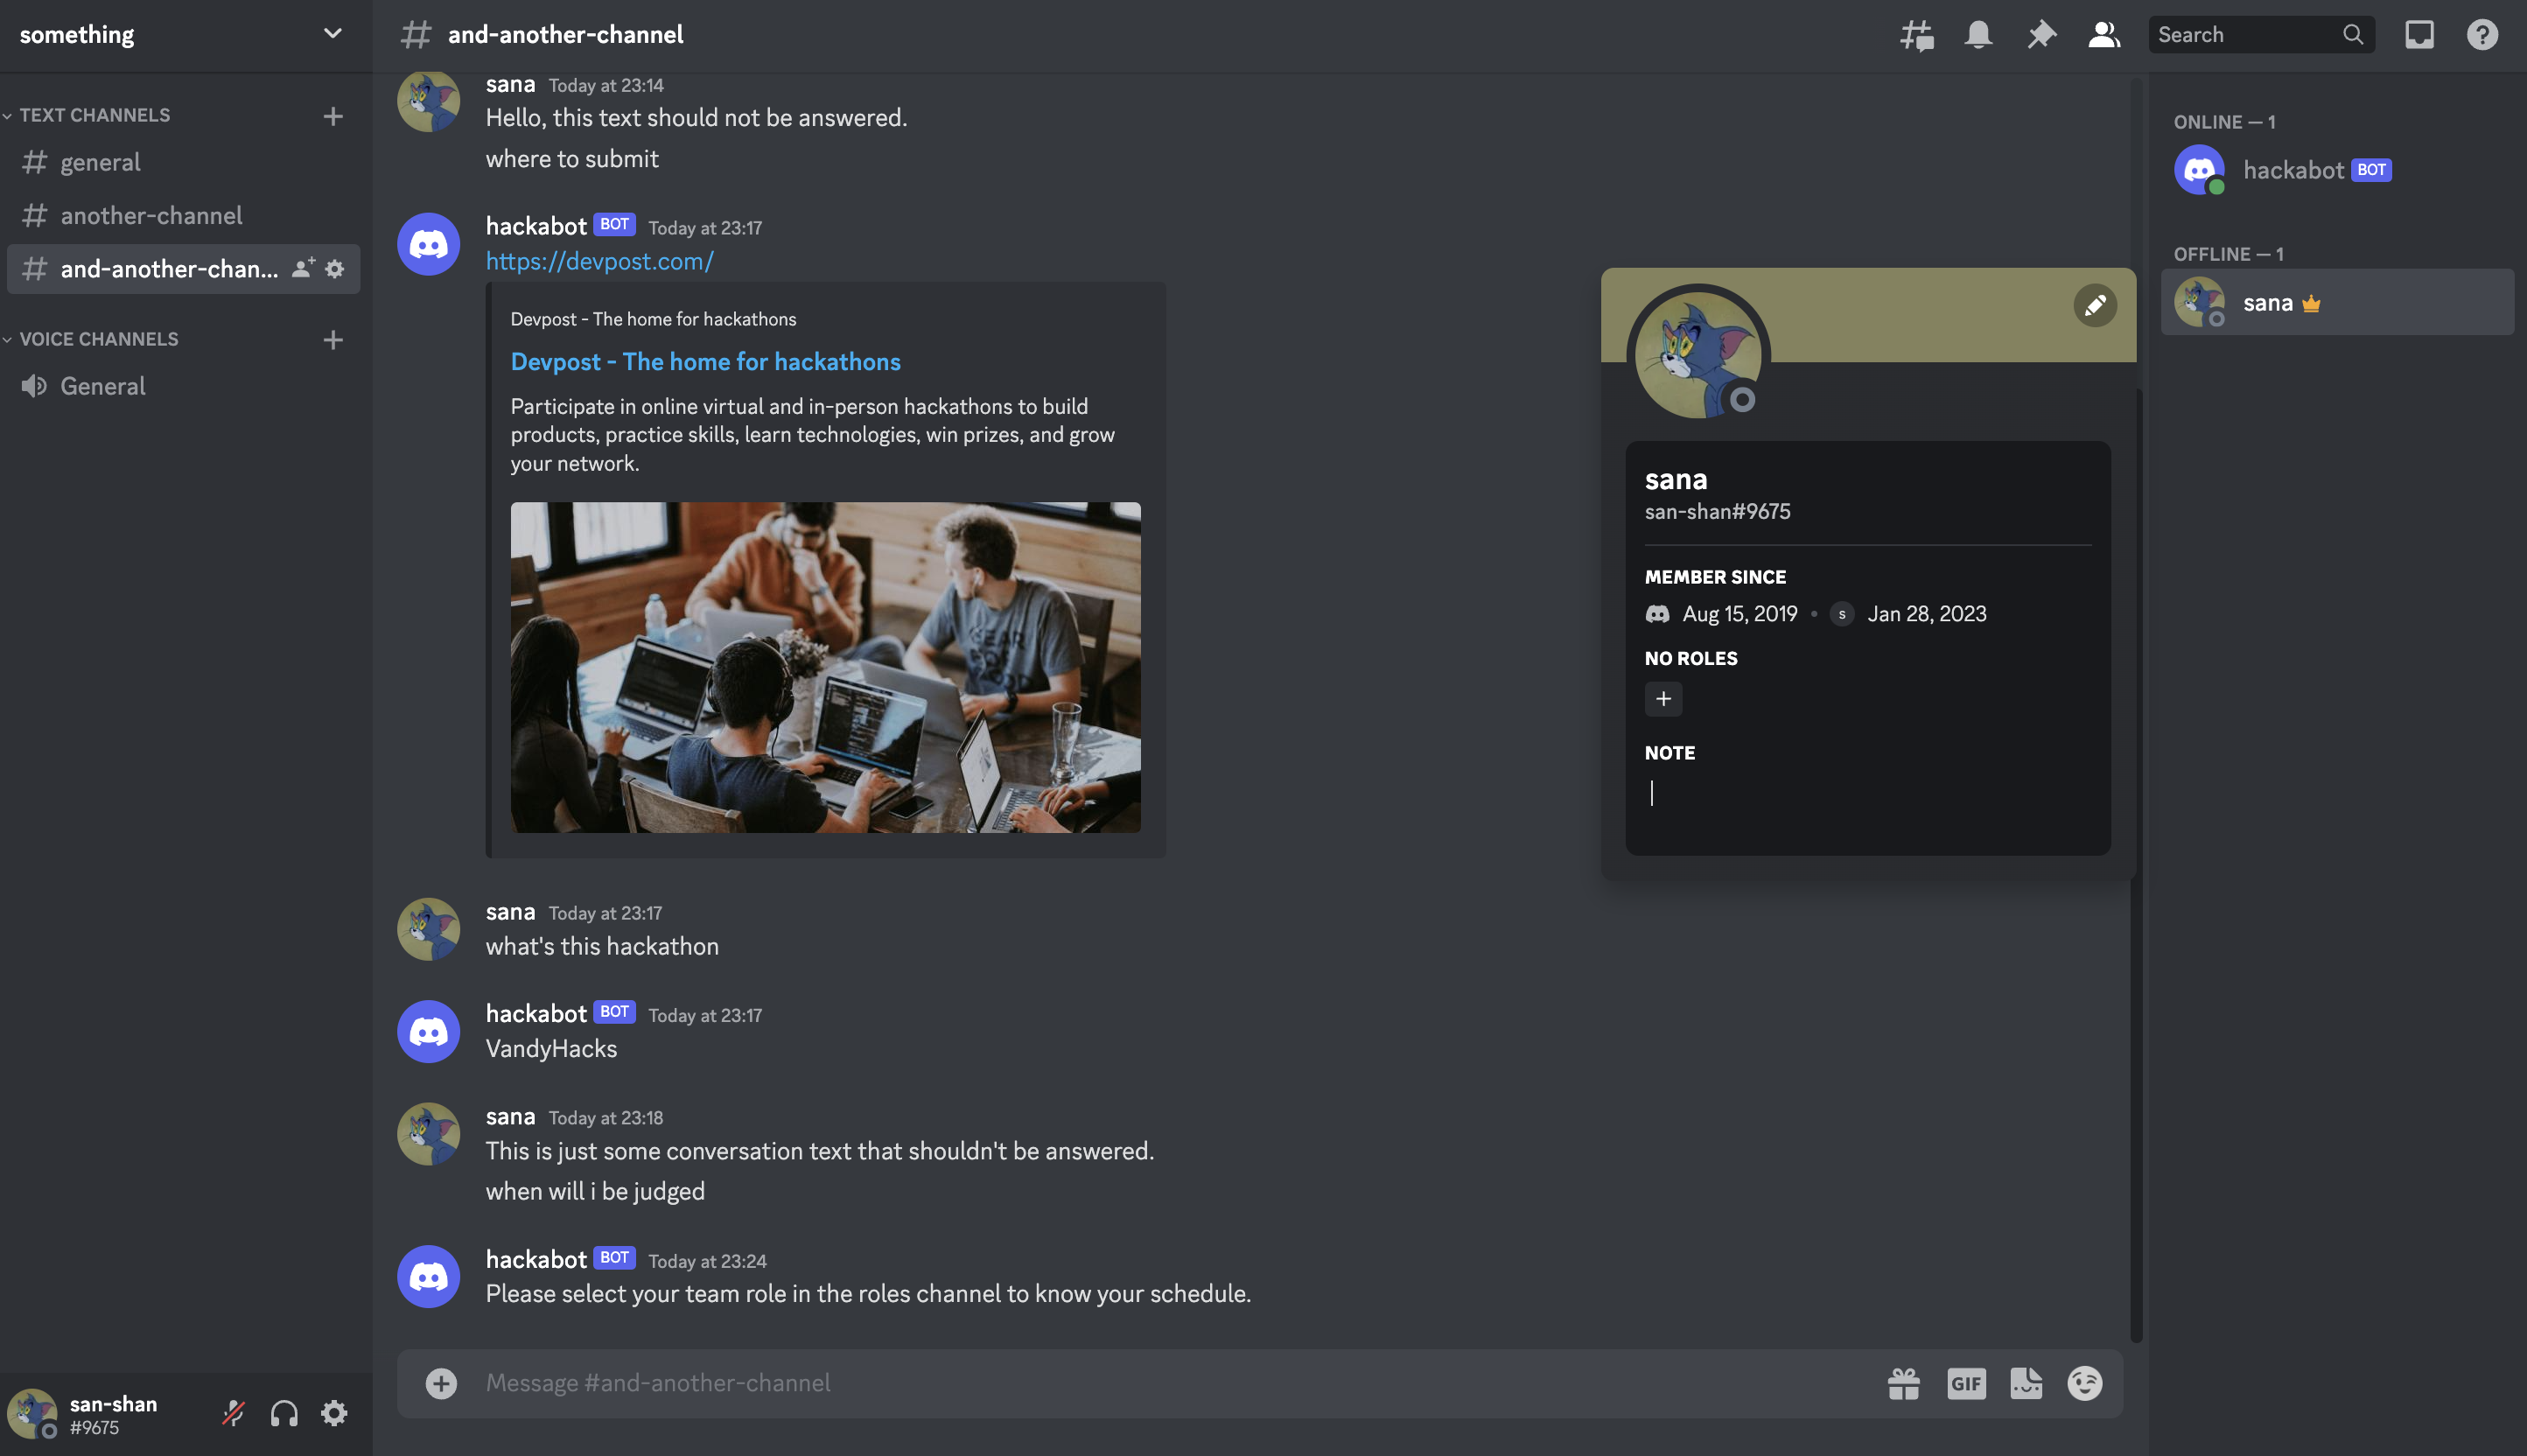 something
TEXT CHANNELS
general
another-channel
and-another-chan...
VOICE CHANNELS
General
san-shan
#9675
and-another-channel
Search
sana Today at 23:14
Hello, this text should not be answered.
where to submit
hackabot BOT Today at 23:17
https://devpost.com/
Devpost - The home for hackathons
Devpost - The home for hackathons
Participate in online virtual and in-person hackathons to build
products, practice skills, learn technologies, win prizes, and grow
your network.
GEAR
sana Today at 23:17
what's this hackathon
hackabot BOT Today at 23:17
VandyHacks
sana Today at 23:18
This is just some conversation text that shouldn't be answered.
when will i be judged
hackabot BOT Today at 23:24
Please select your team role in the roles channel to know your schedule.
Message #and-another-channel
GIF
sana
san-shan#9675
MEMBER SINCE
Aug 15, 2019 • s Jan 28, 2023
NO ROLES
NOTE
ONLINE — 1
hackabot BOT
OFFLINE — 1
sana